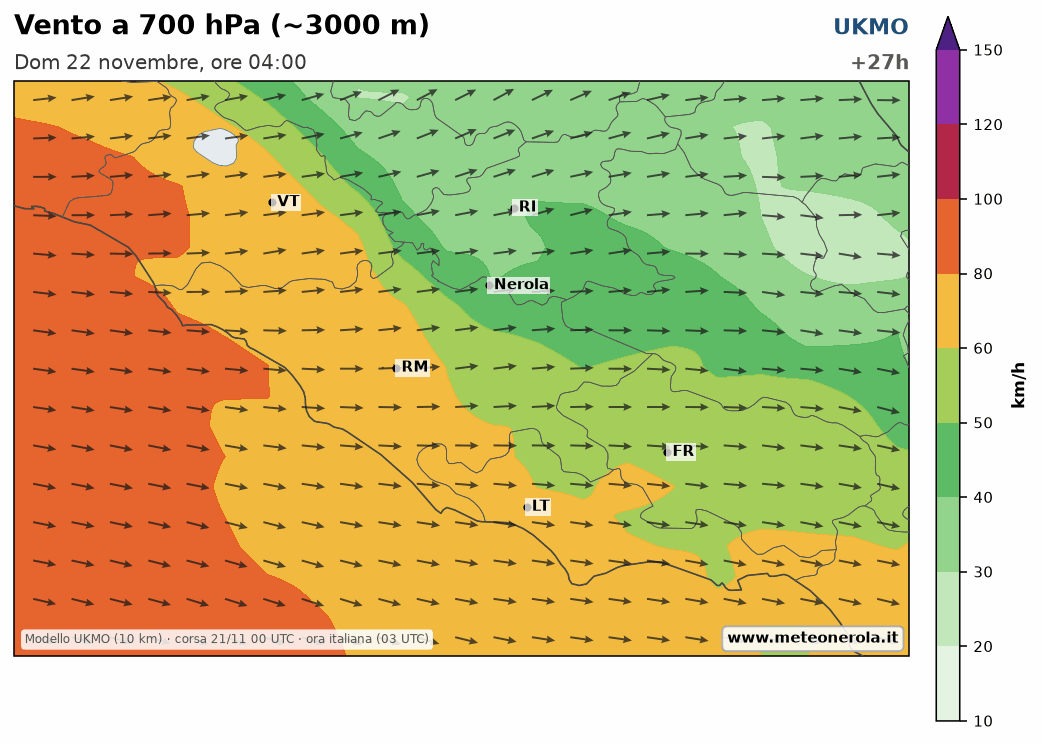 Vento a 700 hPa (~3000 m)
UKMO
Dom 22 novembre, ore 04:00
+27h
VT
RI
Nerola
RM
FR
LT
Modello UKMO (10 km) · corsa 21/11 00 UTC · ora italiana (03 UTC)
www.meteonerola.it
150
120
100
80
60
50
40
30
20
10
km/h